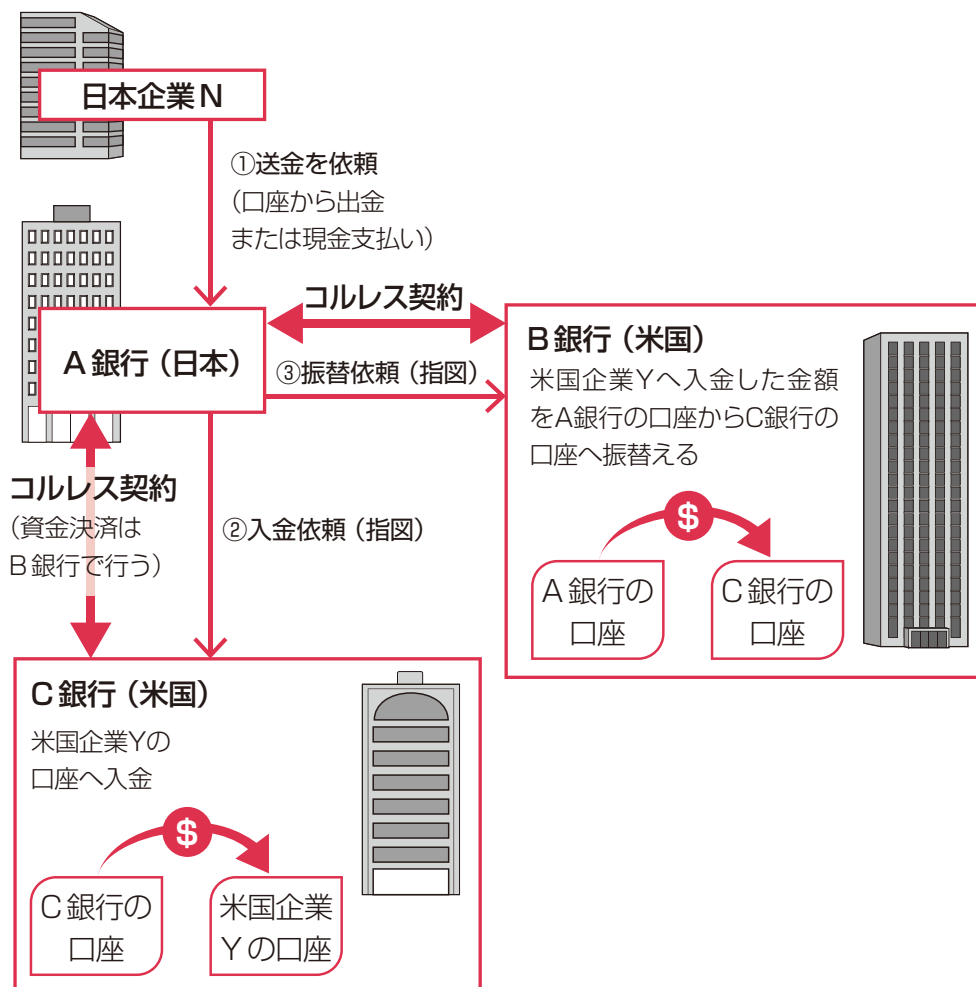 日本企業N
①送金を依頼
（口座から出金
または現金支払い）
コルレス契約
A銀行（日本）
③振替依頼（指図）
B銀行（米国）
米国企業Yへ入金した金額
をA銀行の口座からC銀行の
口座へ振替える
$
A銀行の
口座
C銀行の
口座
コルレス契約
（資金決済は
B銀行で行う）
②入金依頼（指図）
C銀行（米国）
米国企業Yの
口座へ入金
$
C銀行の
口座
米国企業
Yの口座